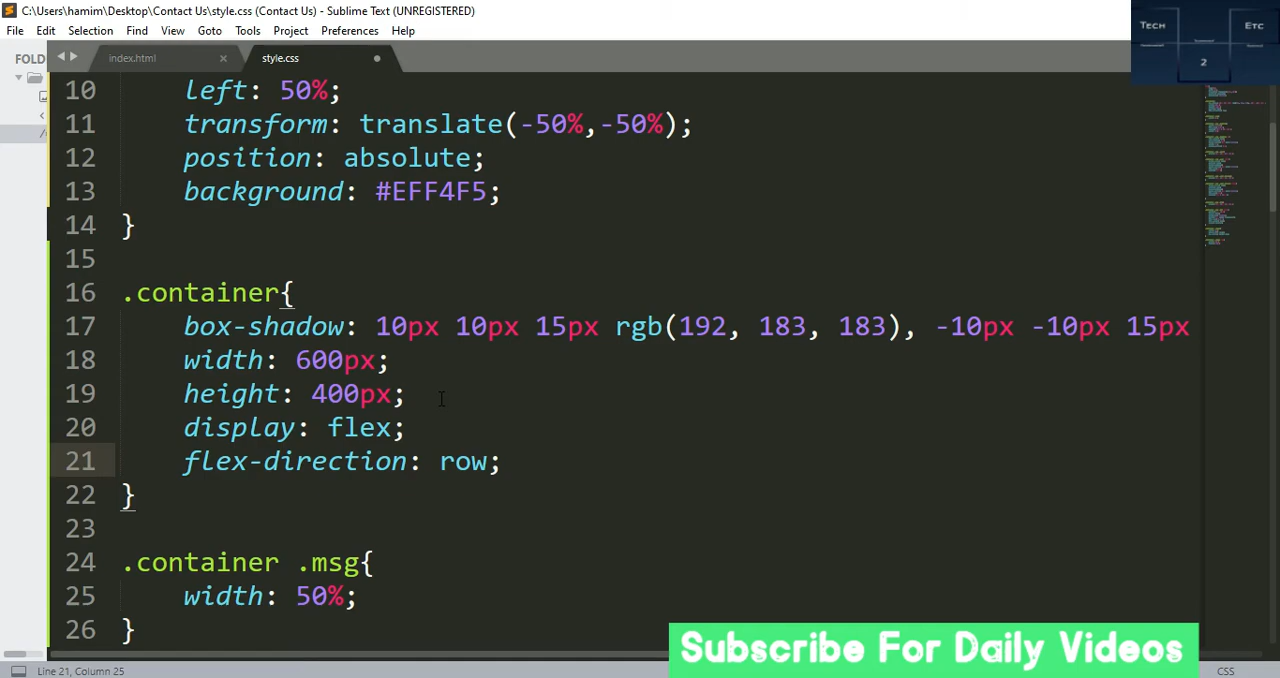 C:\Users\hamim\Desktop\Contact Us\style.css (Contact Us) - Sublime Text (UNREGISTERED)
File Edit Selection Find View Goto Tools Project Preferences Help
Tech Etc
2
FOLD
index.html style.css
10 left: 50%;
11 transform: translate(-50%,-50%);
12 position: absolute;
13 background: #EFF4F5;
14 }
15
16 .container{
17 box-shadow: 10px 10px 15px rgb(192, 183, 183), -10px -10px 15px
18 width: 600px;
19 height: 400px;
20 display: flex;
21 flex-direction: row;
22 }
23
24 .container .msg{
25 width: 50%;
26 }
Subscribe For Daily Videos
Line 21, Column 25
CSS